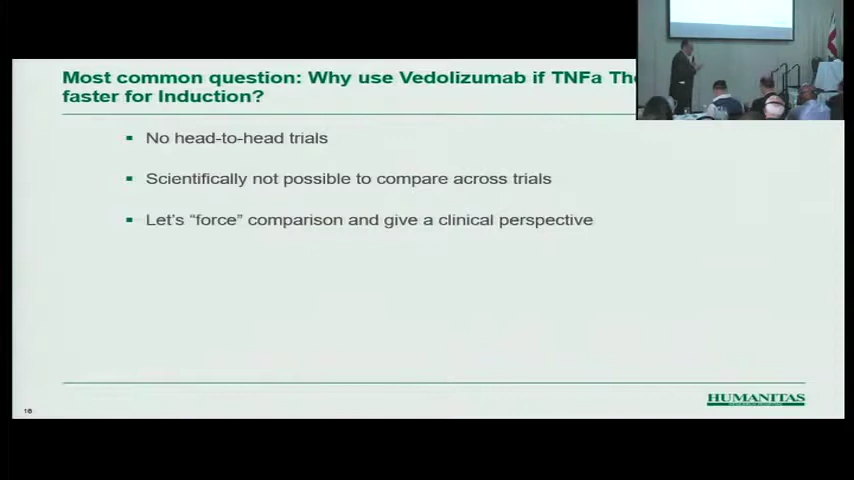 Most common question: Why use Vedolizumab if TNFa
faster for Induction?
▪ No head-to-head trials
▪ Scientifically not possible to compare across trials
▪ Let's “force” comparison and give a clinical perspective
HUMANITAS
16